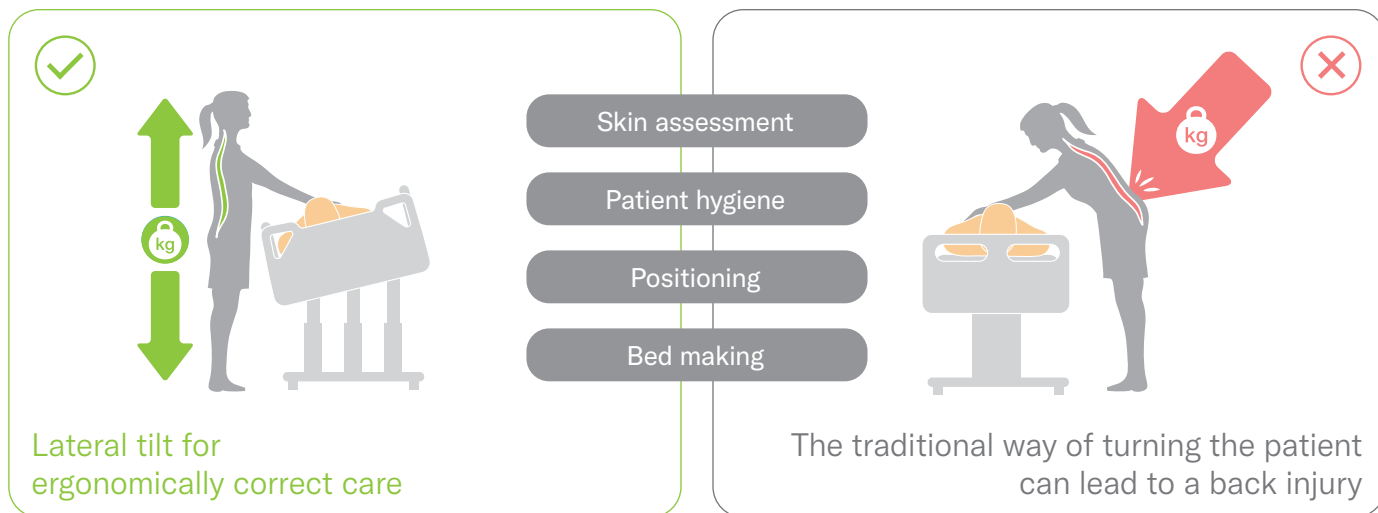 kg
Skin assessment
Patient hygiene
Positioning
Bed making
kg
Lateral tilt for
ergonomically correct care
The traditional way of turning the patient
can lead to a back injury